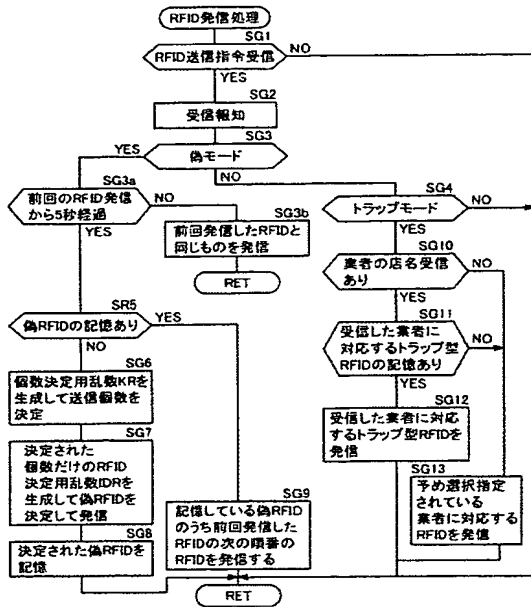 RFID発信処理
SG1
RFID送信指令受信
NO
YES
SG2
受信報知
SG3
YES
偽モード
NO
SG3a
前回のRFID発信
から5秒経過
NO
YES
SG3b
前回発信したRFIDと
同じものを発信
RET
SG4
トラップモード
NO
YES
SG10
業者の店名受信
あり
NO
YES
SG11
受信した業者に
対応するトラップ型
RFIDの記憶あり
NO
YES
SR5
偽RFIDの記憶あり
YES
NO
SG6
個数決定用乱数KRを
生成して送信個数を
決定
SG7
決定された
個数だけのRFID
決定用乱数IDRを
生成して偽RFIDを
決定して発信
SG8
決定された偽RFIDを
記憶
SG9
記憶している偽RFID
のうち前回発信した
RFIDの次の順番の
RFIDを発信する
SG12
受信した業者に対応
するトラップ型RFIDを
発信
SG13
予め選択指定
されている
業者に対応する
RFIDを発信
RET